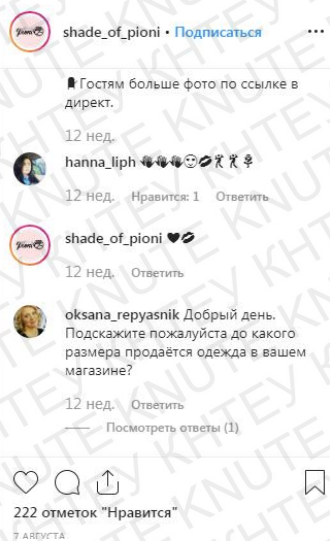 shade_of_pioni • Подписаться
Гостям больше фото по ссылке в
директ.
12 нед.
hanna_liph
12 нед. Нравится: 1 Ответить
shade_of_pioni
12 нед. Ответить
oksana_repyasnik Добрый день.
Подскажите пожалуйста до какого
размера продаётся одежда в вашем
магазине?
12 нед. Ответить
Посмотреть ответы (1)
222 отметок "Нравится"
7 АВГУСТА